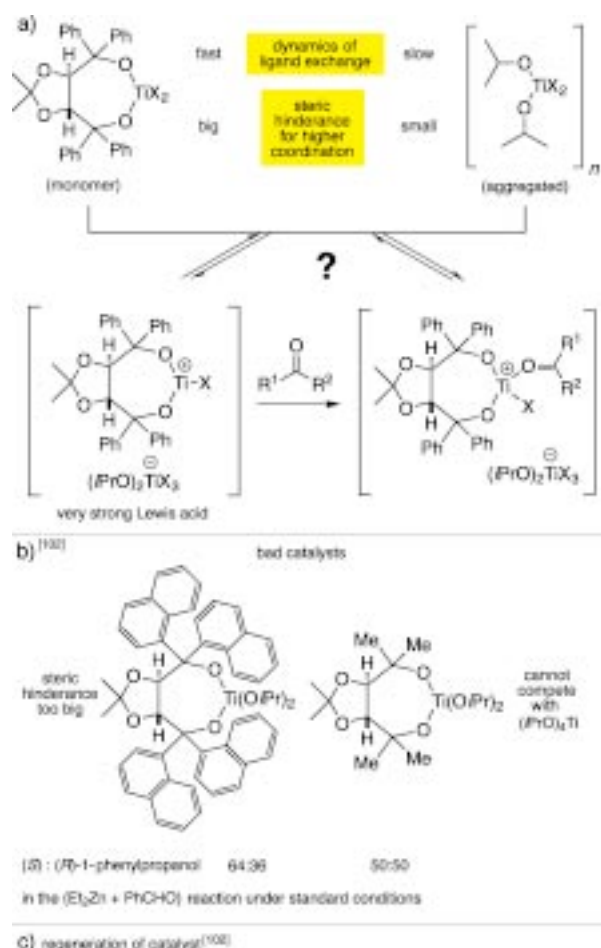 a)
Ph Ph
fast
dynamics of
ligand exchange
slow
H
O
O
TiX2
O
O
H
Ph Ph
big
steric
hinderance
for higher
coordination
small
O
TiX2
O
n
(monomer)
(aggregated)
?
Ph Ph
H
O
O
⊕
Ti-X
O
O
H
Ph Ph
⊖
(iPrO)2TiX3
very strong Lewis acid
O
R1 R2
Ph Ph
H
O
O
⊕
Ti
O
R1
R2
X
O
O
H
Ph Ph
⊖
(iPrO)2TiX3
b) [102]
bad catalysts
steric
hinderance
too big
H
O
O
Ti(OiPr)2
O
O
H
Me Me
H
O
O
Ti(OiPr)2
O
O
H
Me Me
cannot
compete
with
(iPrO)4Ti
(S) : (R)-1-phenylpropanol 64:36 50:50
in the (Et2Zn + PhCHO) reaction under standard conditions
c) regeneration of catalyst [102]